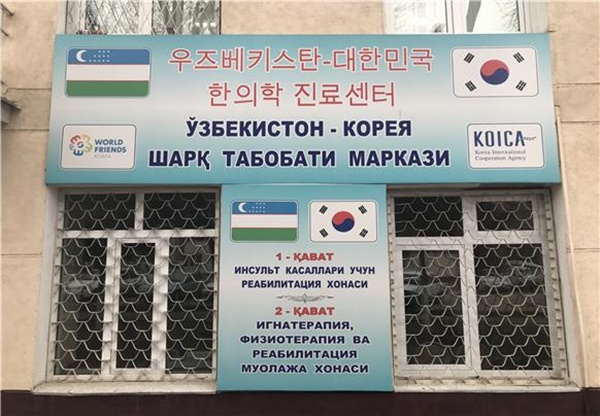 우즈베키스탄-대한민국
한의학 진료센터
ЎЗБЕКИСТОН - КОРЕЯ
ШАРҚ ТАБОБАТИ МАРКАЗИ
WORLD
FRIENDS
KOREA
KOICA
Korea International
Cooperation Agency
1 - ҚАВАТ
ИНСУЛЬТ КАСАЛЛАРИ УЧУН
РЕАБИЛИТАЦИЯ ХОНАСИ
2 - ҚАВАТ
ИГНАТЕРАПИЯ,
ФИЗИОТЕРАПИЯ ВА
РЕАБИЛИТАЦИЯ
МУОЛАЖА ХОНАСИ